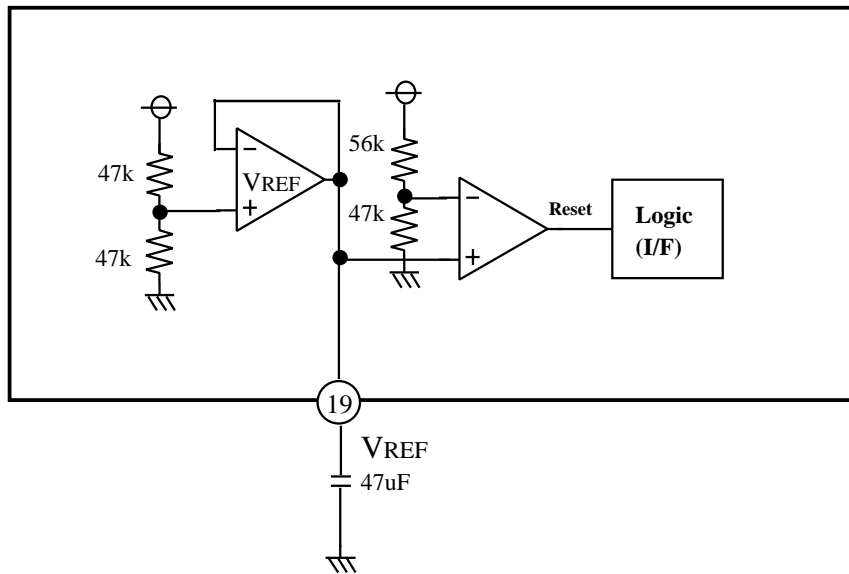 47k
47k
−
VREF
+
56k
47k
−
+
Reset
Logic
(I/F)
19
VREF
47uF